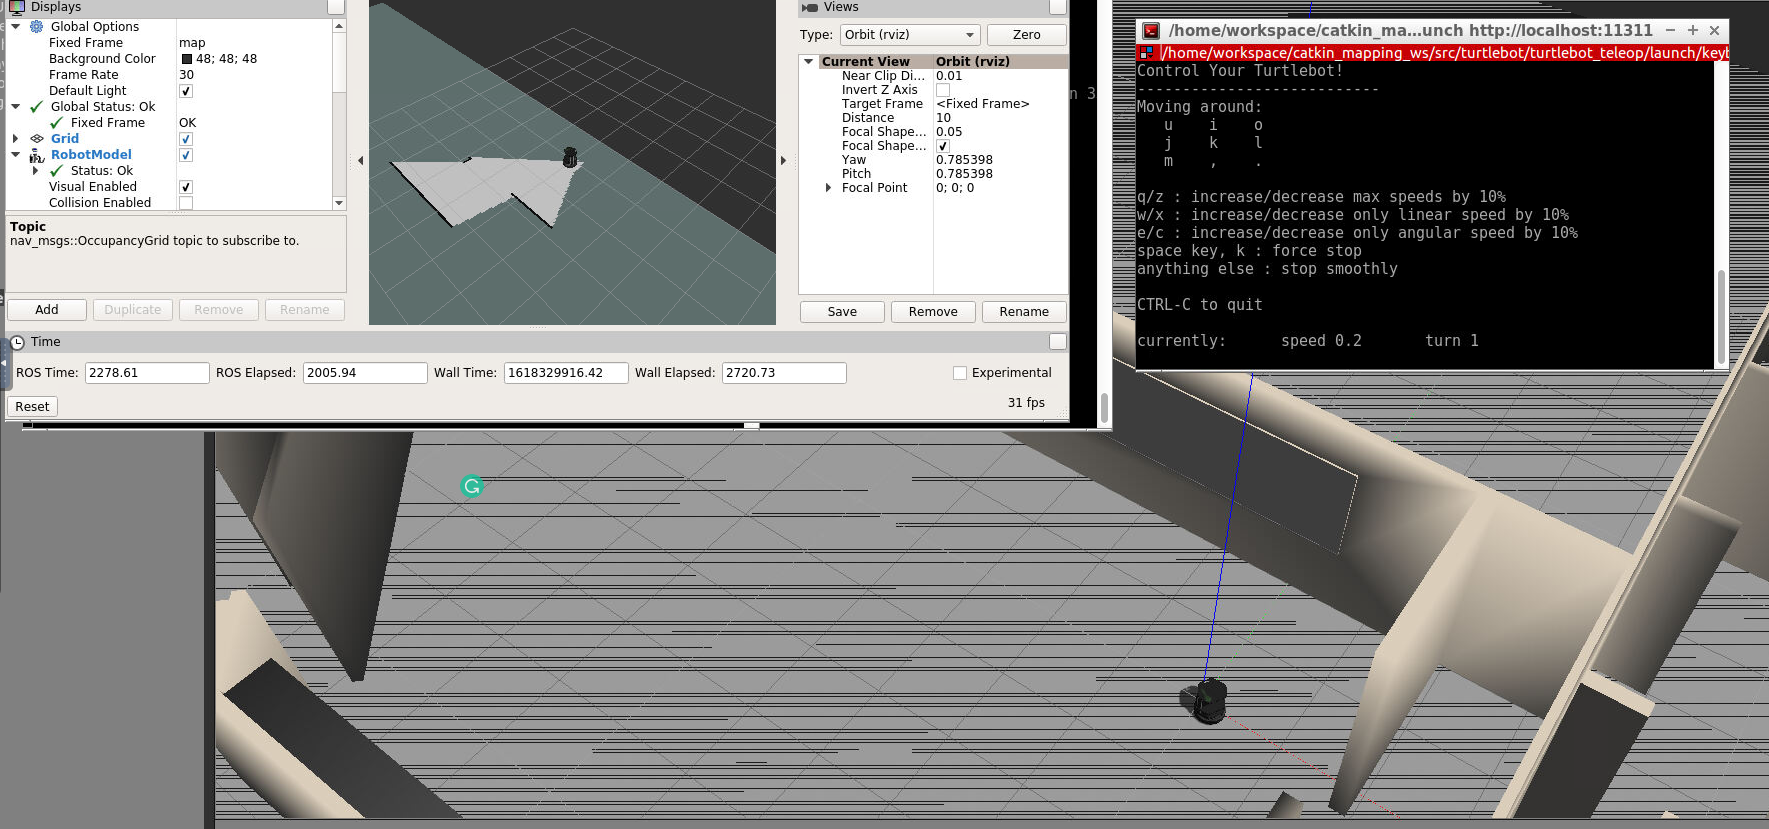 Displays
Global Options
Fixed Frame map
Background Color 48; 48; 48
Frame Rate 30
Default Light
Global Status: Ok
Fixed Frame OK
Grid
RobotModel
Status: Ok
Visual Enabled
Collision Enabled
Topic
nav_msgs::OccupancyGrid topic to subscribe to.
Add Duplicate Remove Rename
Views
Type: Orbit (rviz) Zero
Current View Orbit (rviz)
Near Clip Di... 0.01
Invert Z Axis
Target Frame <Fixed Frame>
Distance 10
Focal Shape... 0.05
Focal Shape...
Yaw 0.785398
Pitch 0.785398
Focal Point 0; 0; 0
Save Remove Rename
Time
ROS Time: 2278.61 ROS Elapsed: 2005.94 Wall Time: 1618329916.42 Wall Elapsed: 2720.73 Experimental
Reset 31 fps
n 3
/home/workspace/catkin_ma...unch http://localhost:11311
/home/workspace/catkin_mapping_ws/src/turtlebot/turtlebot_teleop/launch/keyb
Control Your Turtlebot!
---------------------------
Moving around:
u i o
j k l
m , .
q/z : increase/decrease max speeds by 10%
w/x : increase/decrease only linear speed by 10%
e/c : increase/decrease only angular speed by 10%
space key, k : force stop
anything else : stop smoothly
CTRL-C to quit
currently: speed 0.2 turn 1